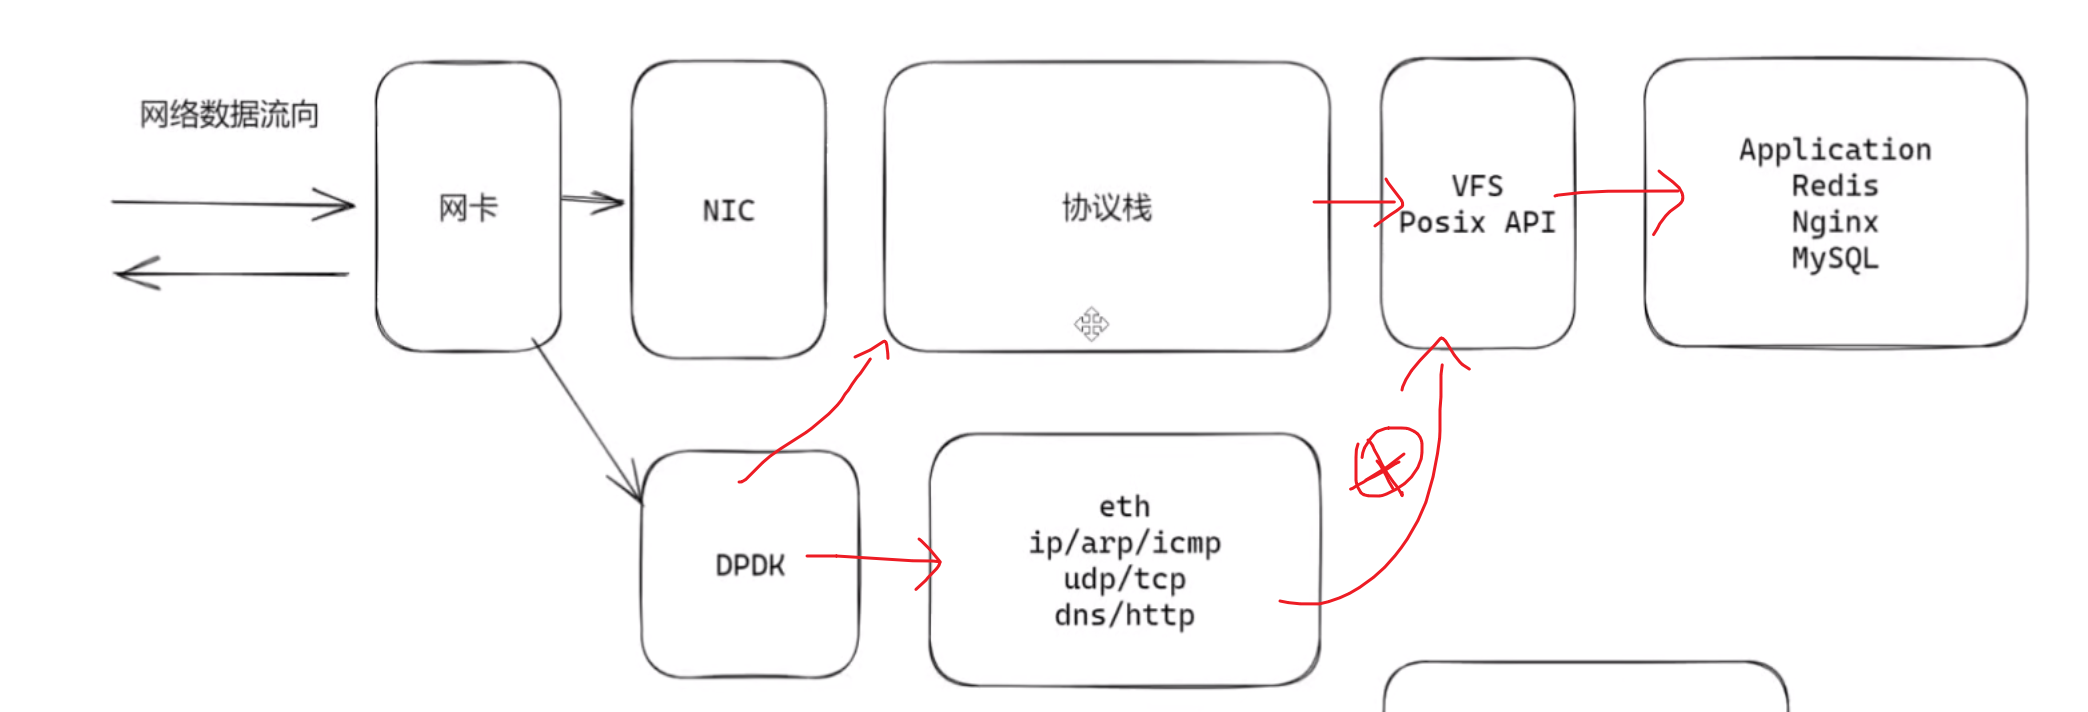 网络数据流向
网卡
NIC
协议栈
VFS
Posix API
Application
Redis
Nginx
MySQL
DPDK
eth
ip/arp/icmp
udp/tcp
dns/http